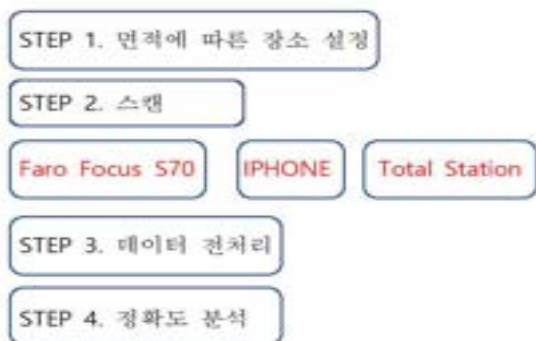 STEP 1. 면적에 따른 장소 설정
STEP 2. 스캔
Faro Focus S70 IPHONE Total Station
STEP 3. 데이터 전처리
STEP 4. 정확도 분석